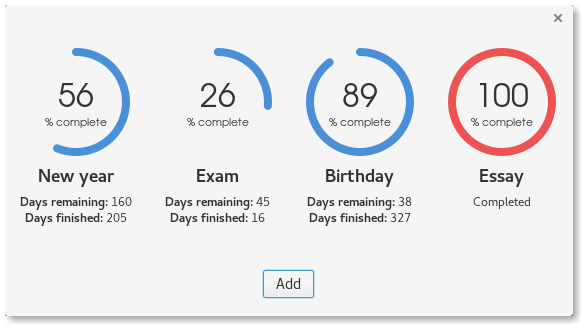 56
% complete
New year
Days remaining: 160
Days finished: 205
26
% complete
Exam
Days remaining: 45
Days finished: 16
89
% complete
Birthday
Days remaining: 38
Days finished: 327
100
% complete
Essay
Completed
Add